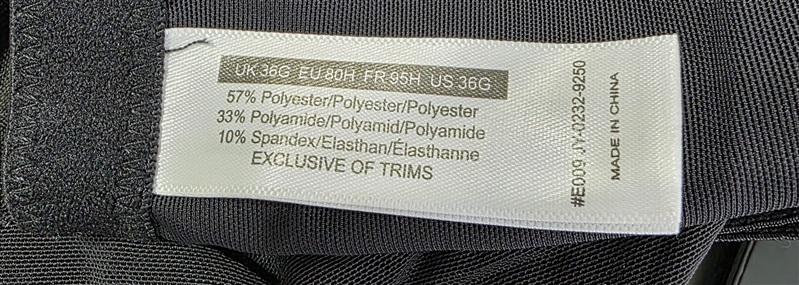 UK 36G EU 80H FR 95H US 36G
57% Polyester/Polyester/Polyester
33% Polyamide/Polyamid/Polyamide
10% Spandex/Elasthan/Élasthanne
EXCLUSIVE OF TRIMS
#E009 JY-0232-9250
MADE IN CHINA